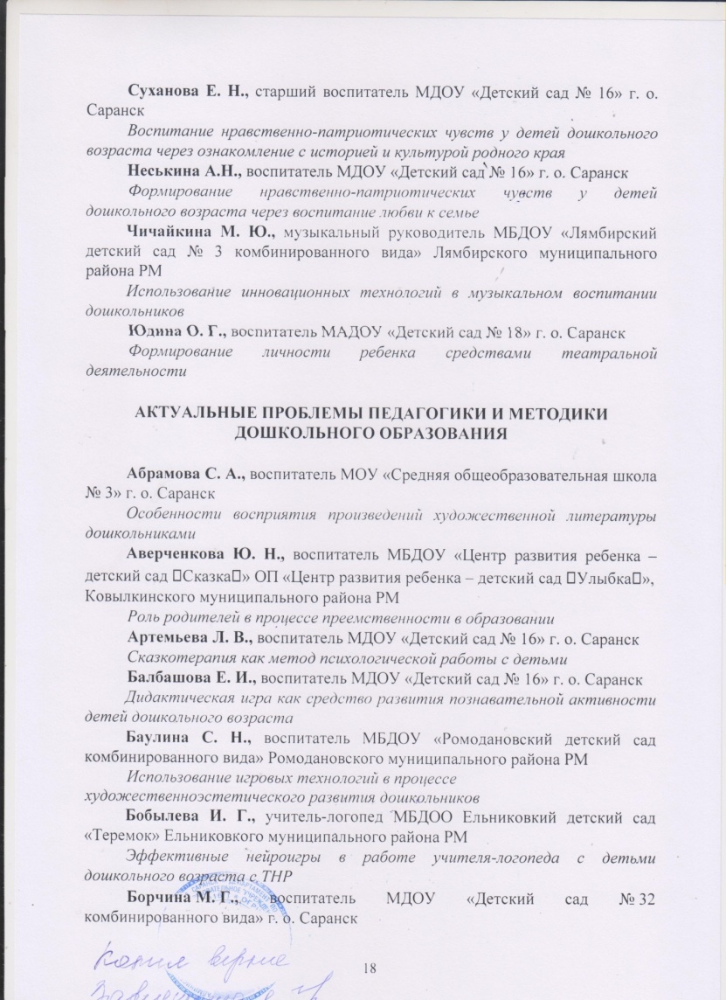 Суханова Е. Н., старший воспитатель МДОУ «Детский сад № 16» г. о.
Саранск
Воспитание нравственно-патриотических чувств у детей дошкольного
возраста через ознакомление с историей и культурой родного края
Неськина А.Н., воспитатель МДОУ «Детский сад № 16» г. о. Саранск
Формирование нравственно-патриотических чувств у детей
дошкольного возраста через воспитание любви к семье
Чичайкина М. Ю., музыкальный руководитель МБДОУ «Лямбирский
детский сад № 3 комбинированного вида» Лямбирского муниципального
района РМ
Использование инновационных технологий в музыкальном воспитании
дошкольников
Юдина О. Г., воспитатель МАДОУ «Детский сад № 18» г. о. Саранск
Формирование личности ребенка средствами театральной
деятельности
АКТУАЛЬНЫЕ ПРОБЛЕМЫ ПЕДАГОГИКИ И МЕТОДИКИ
ДОШКОЛЬНОГО ОБРАЗОВАНИЯ
Абрамова С. А., воспитатель МОУ «Средняя общеобразовательная школа
№ 3» г. о. Саранск
Особенности восприятия произведений художественной литературы
дошкольниками
Аверченкова Ю. Н., воспитатель МБДОУ «Центр развития ребенка –
детский сад ▯Сказка▯» ОП «Центр развития ребенка – детский сад ▯Улыбка▯»,
Ковылкинского муниципального района РМ
Роль родителей в процессе преемственности в образовании
Артемьева Л. В., воспитатель МДОУ «Детский сад № 16» г. о. Саранск
Сказкотерапия как метод психологической работы с детьми
Балбашова Е. И., воспитатель МДОУ «Детский сад № 16» г. о. Саранск
Дидактическая игра как средство развития познавательной активности
детей дошкольного возраста
Баулина С. Н., воспитатель МБДОУ «Ромодановский детский сад
комбинированного вида» Ромодановского муниципального района РМ
Использование игровых технологий в процессе
художественноэстетического развития дошкольников
Бобылева И. Г., учитель-логопед МБДОО Ельниковкий детский сад
«Теремок» Ельниковкого муниципального района РМ
Эффективные нейроигры в работе учителя-логопеда с детьми
дошкольного возраста с ТНР
Борчина М. Г., воспитатель МДОУ «Детский сад № 32
комбинированного вида» г. о. Саранск
Копия верна
18